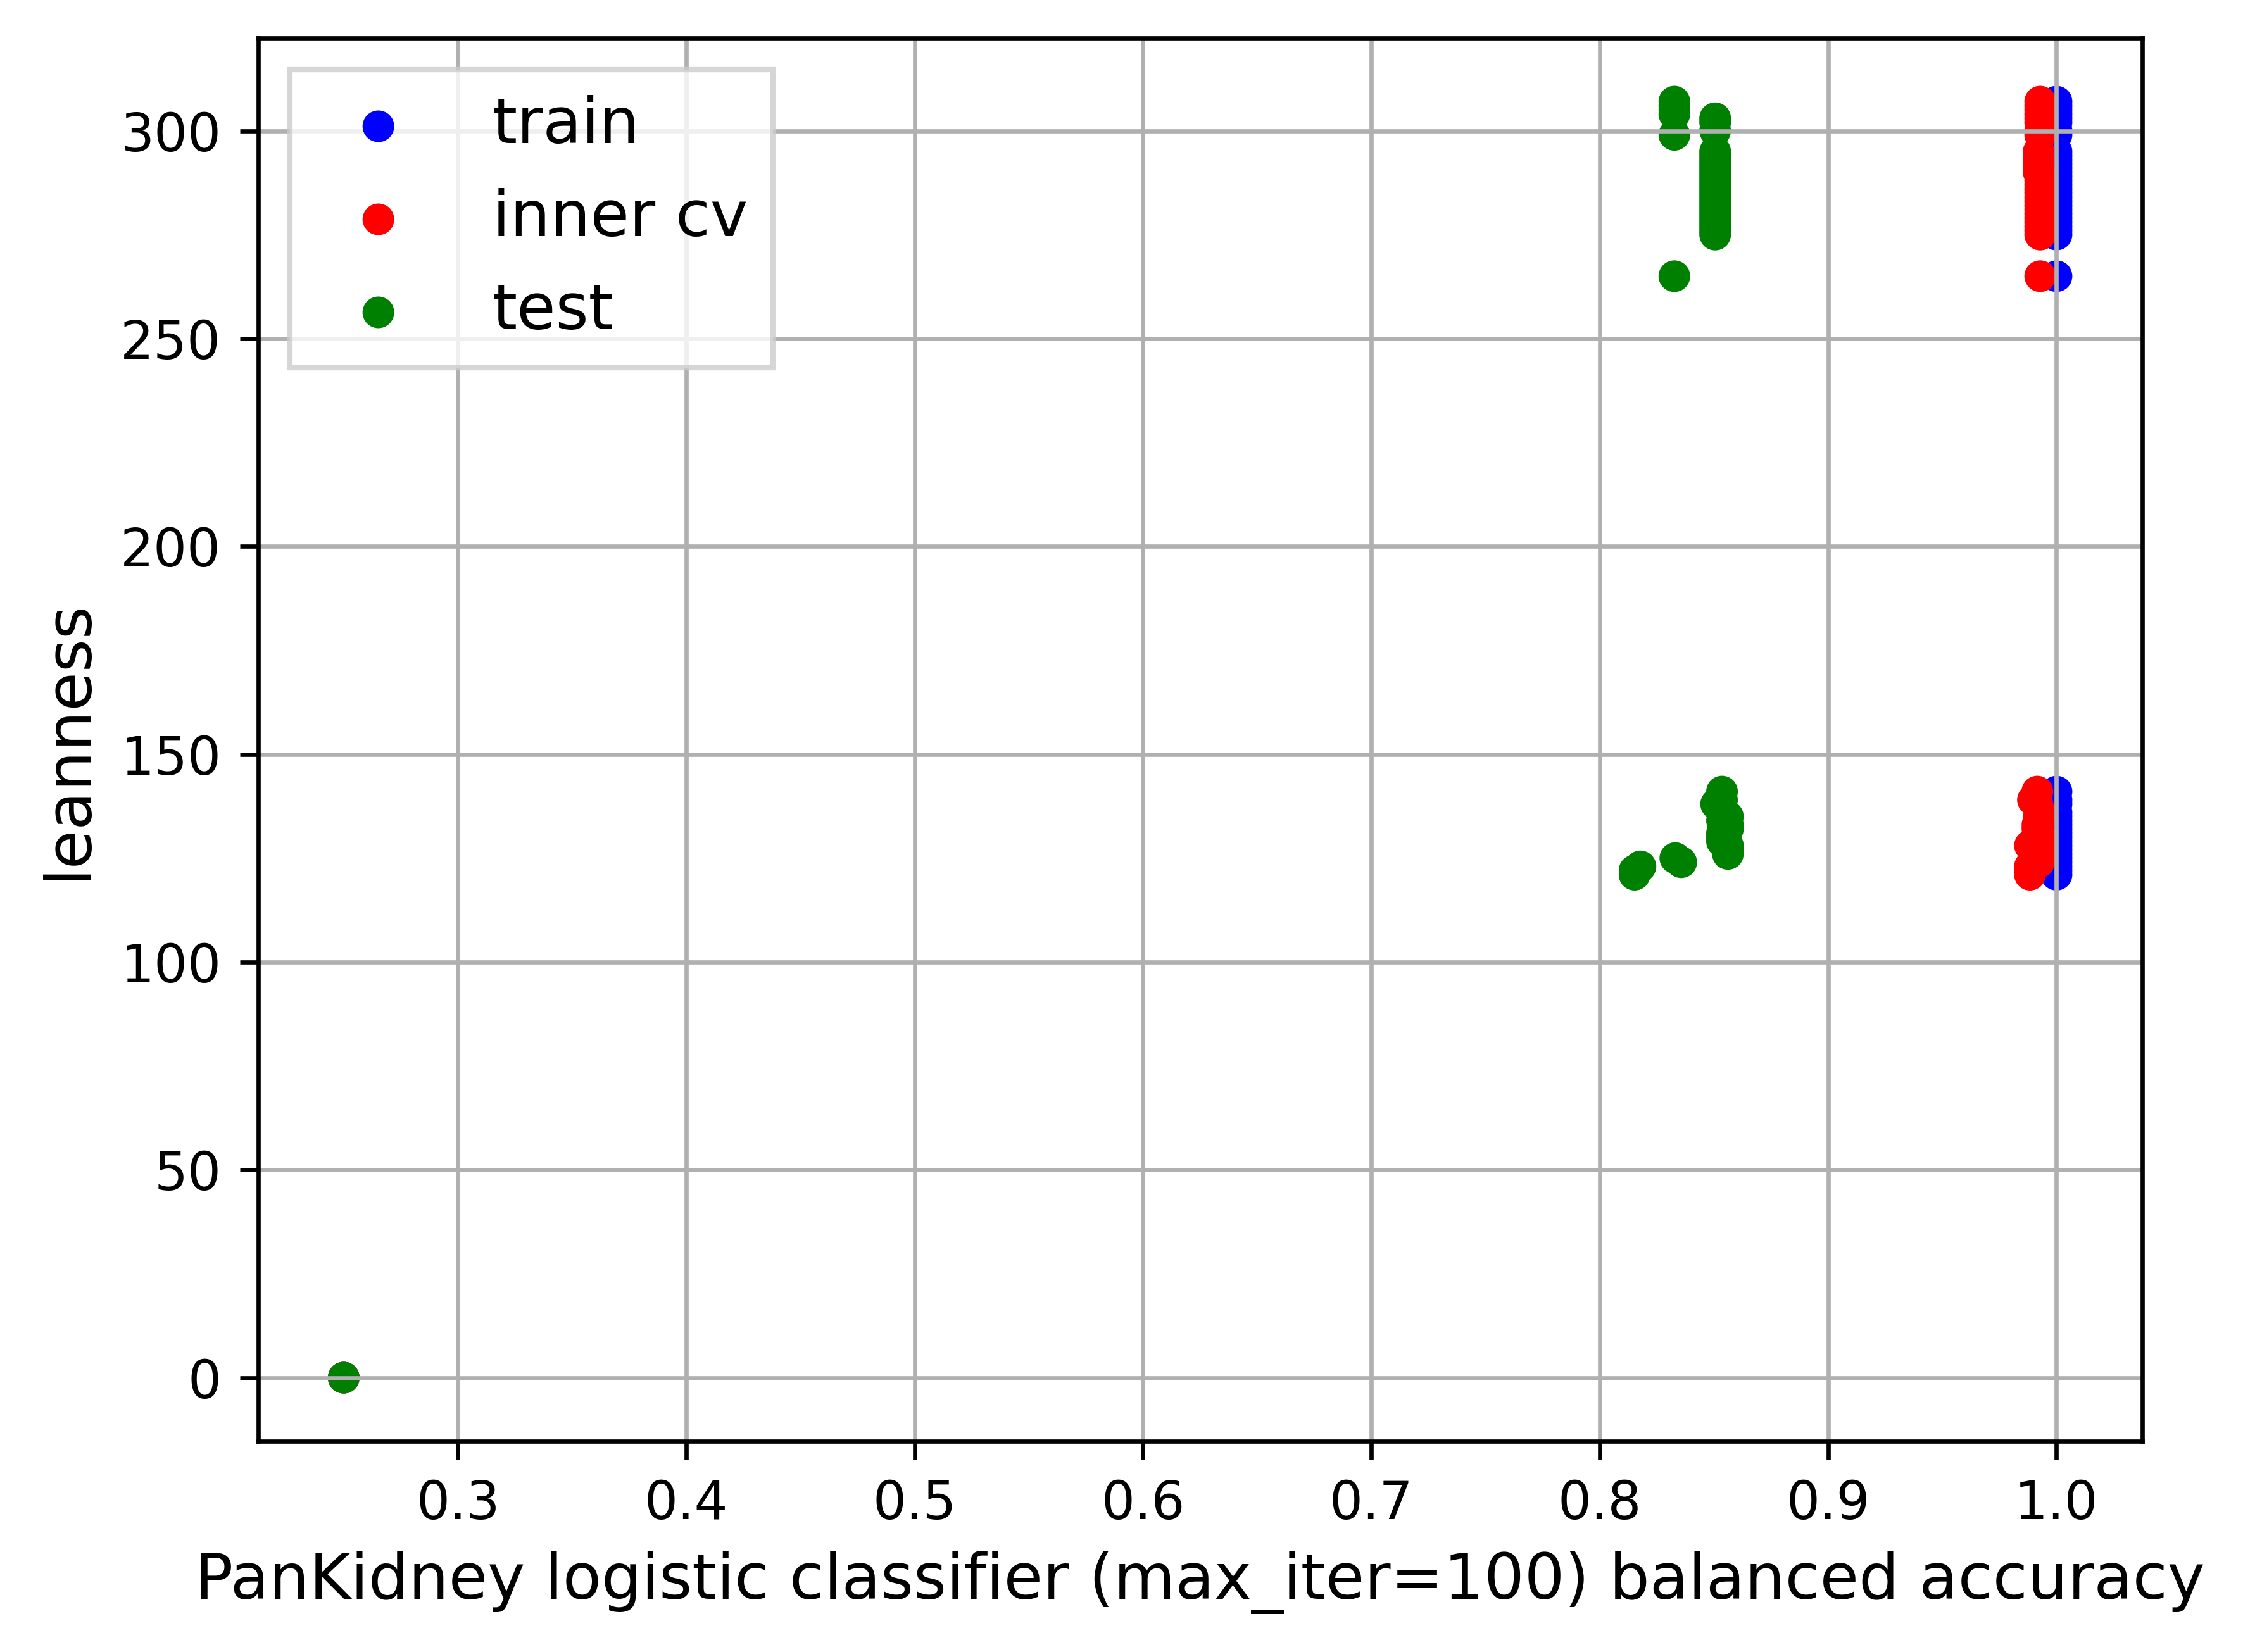 train
inner cv
test
300
250
200
150
100
50
0
leanness
0.3 0.4 0.5 0.6 0.7 0.8 0.9 1.0
PanKidney logistic classifier (max_iter=100) balanced accuracy